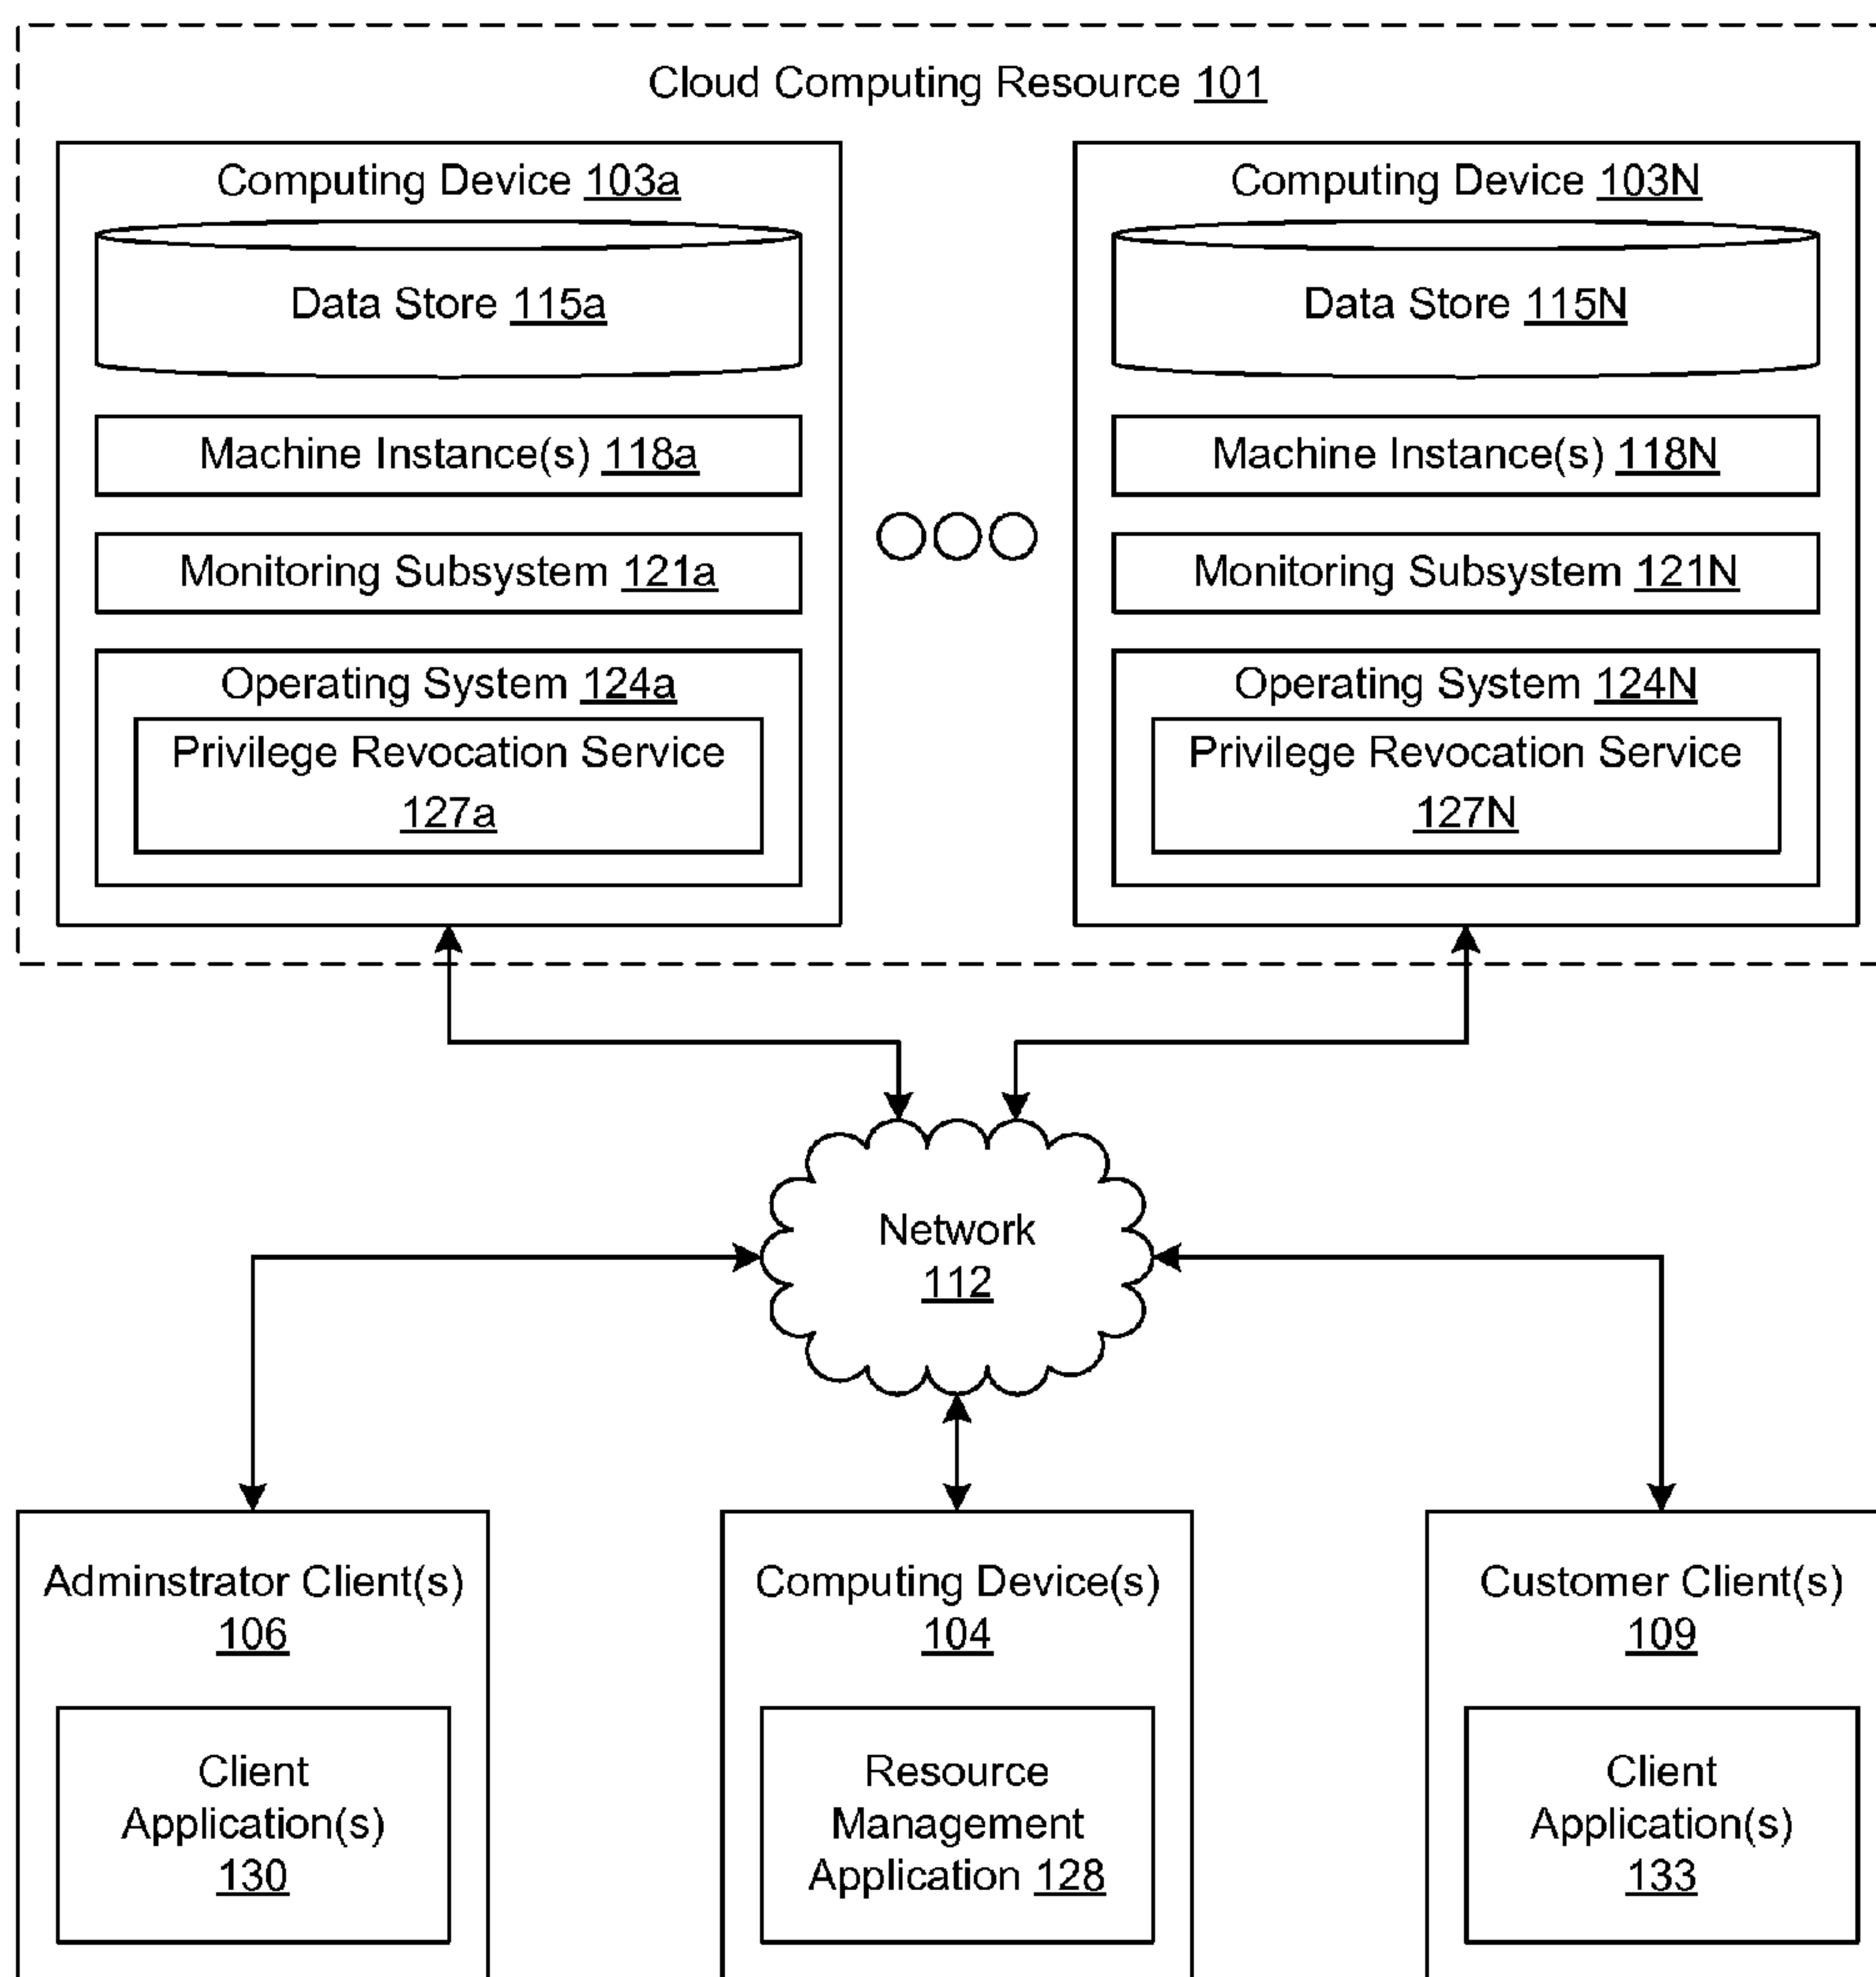 Cloud Computing Resource 101
Computing Device 103a
Data Store 115a
Machine Instance(s) 118a
Monitoring Subsystem 121a
Operating System 124a
Privilege Revocation Service
127a
Computing Device 103N
Data Store 115N
Machine Instance(s) 118N
Monitoring Subsystem 121N
Operating System 124N
Privilege Revocation Service
127N
Network
112
Adminstrator Client(s)
106
Client
Application(s)
130
Computing Device(s)
104
Resource
Management
Application 128
Customer Client(s)
109
Client
Application(s)
133